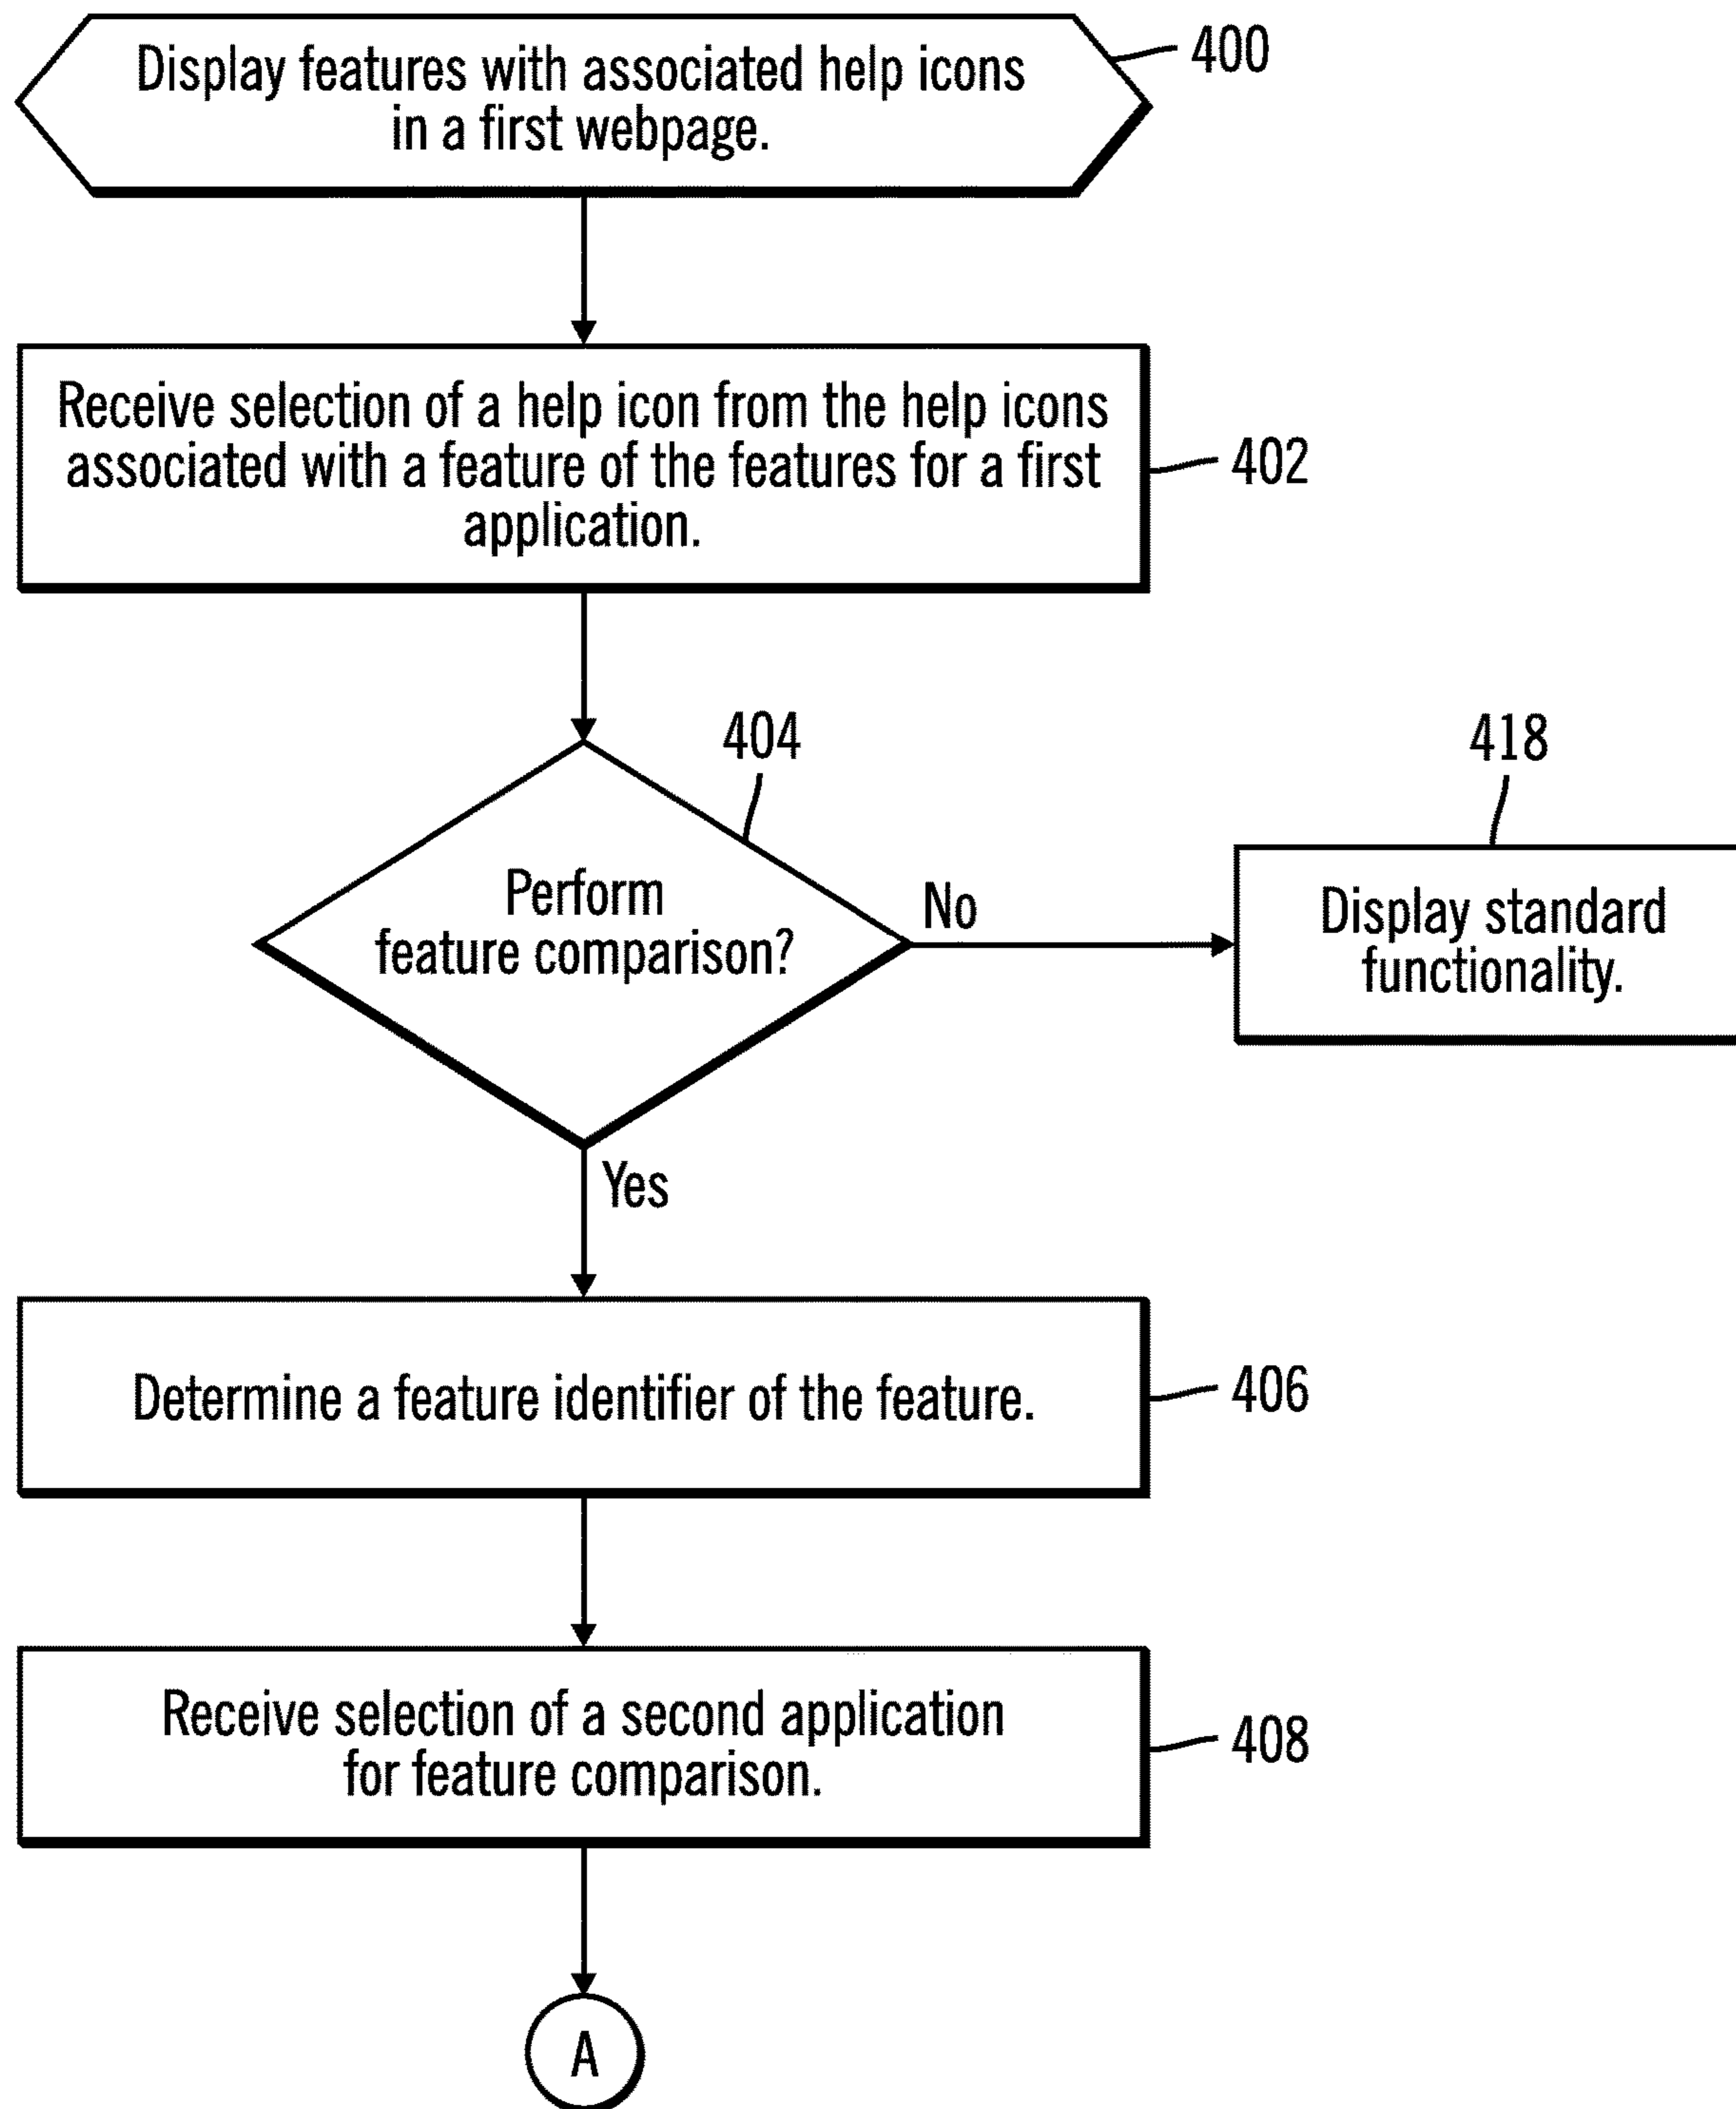 Display features with associated help icons
in a first webpage.
400
Receive selection of a help icon from the help icons
associated with a feature of the features for a first
application.
402
404
Perform
feature comparison?
No
418
Display standard
functionality.
Yes
Determine a feature identifier of the feature.
406
Receive selection of a second application
for feature comparison.
408
A